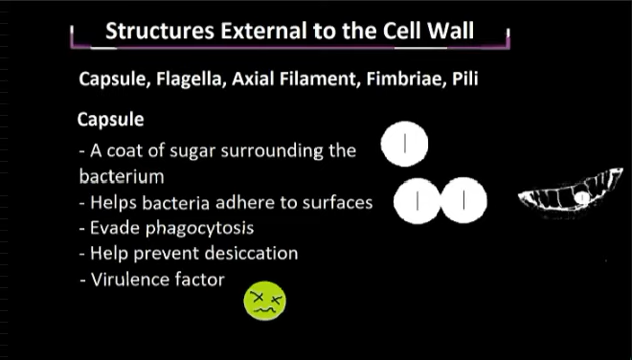 Structures External to the Cell Wall
Capsule, Flagella, Axial Filament, Fimbriae, Pili
Capsule
- A coat of sugar surrounding the
bacterium
- Helps bacteria adhere to surfaces
- Evade phagocytosis
- Help prevent desiccation
- Virulence factor